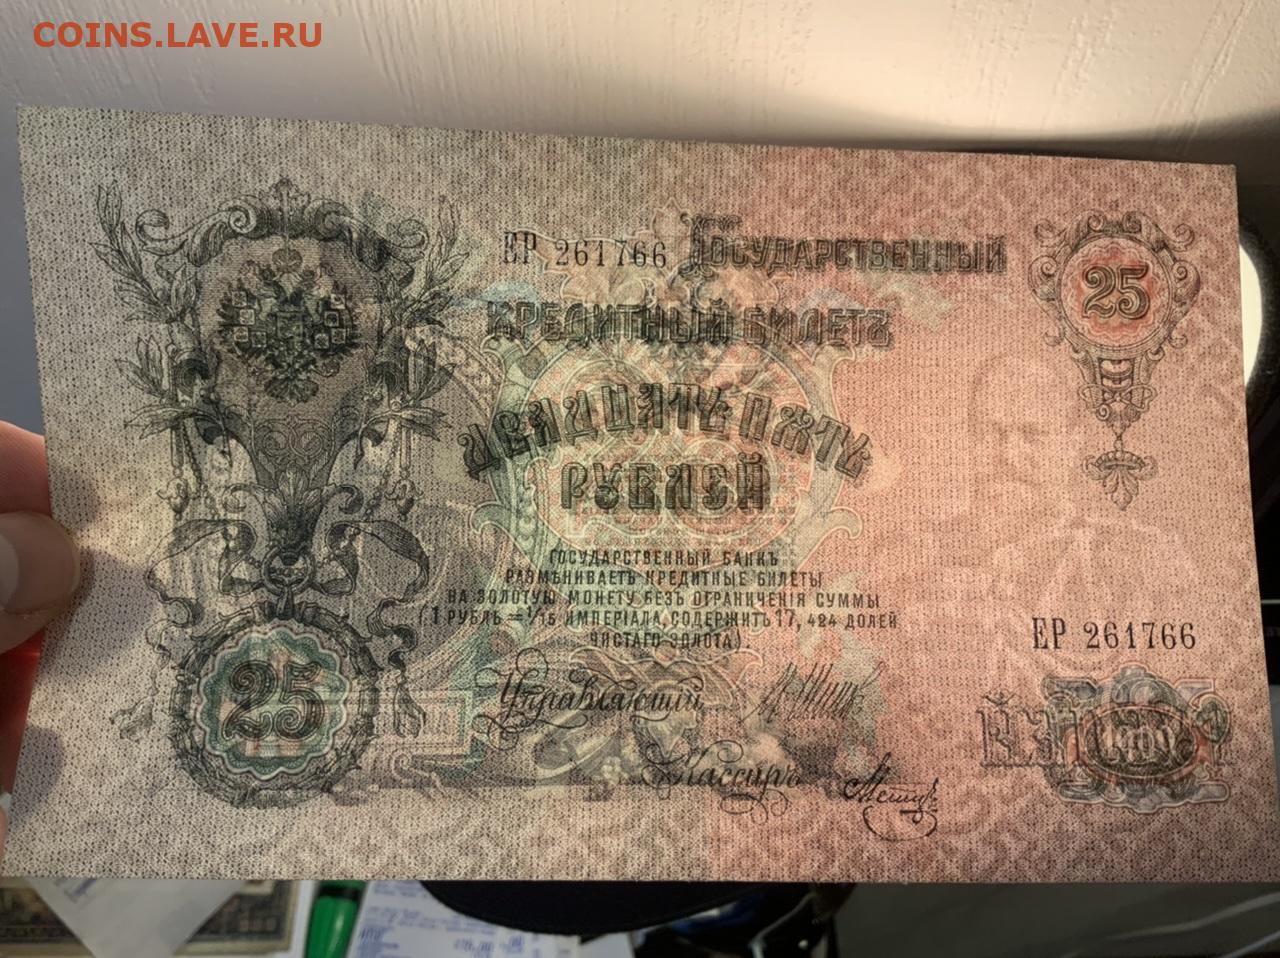 COINS.LAVE.RU
ЕР 261766 Государственный
25
Кредитный Билетъ
Двадцать пять
Рублей
Государственный банкъ
размѣниваетъ кредитные билеты
на золотую монету безъ ограниченія суммы
(1 рубль = 1/15 имперіала, содержитъ 17,424 долей
чистаго золота)
ЕР 261766
Управляющій
25
1909
Кассиръ